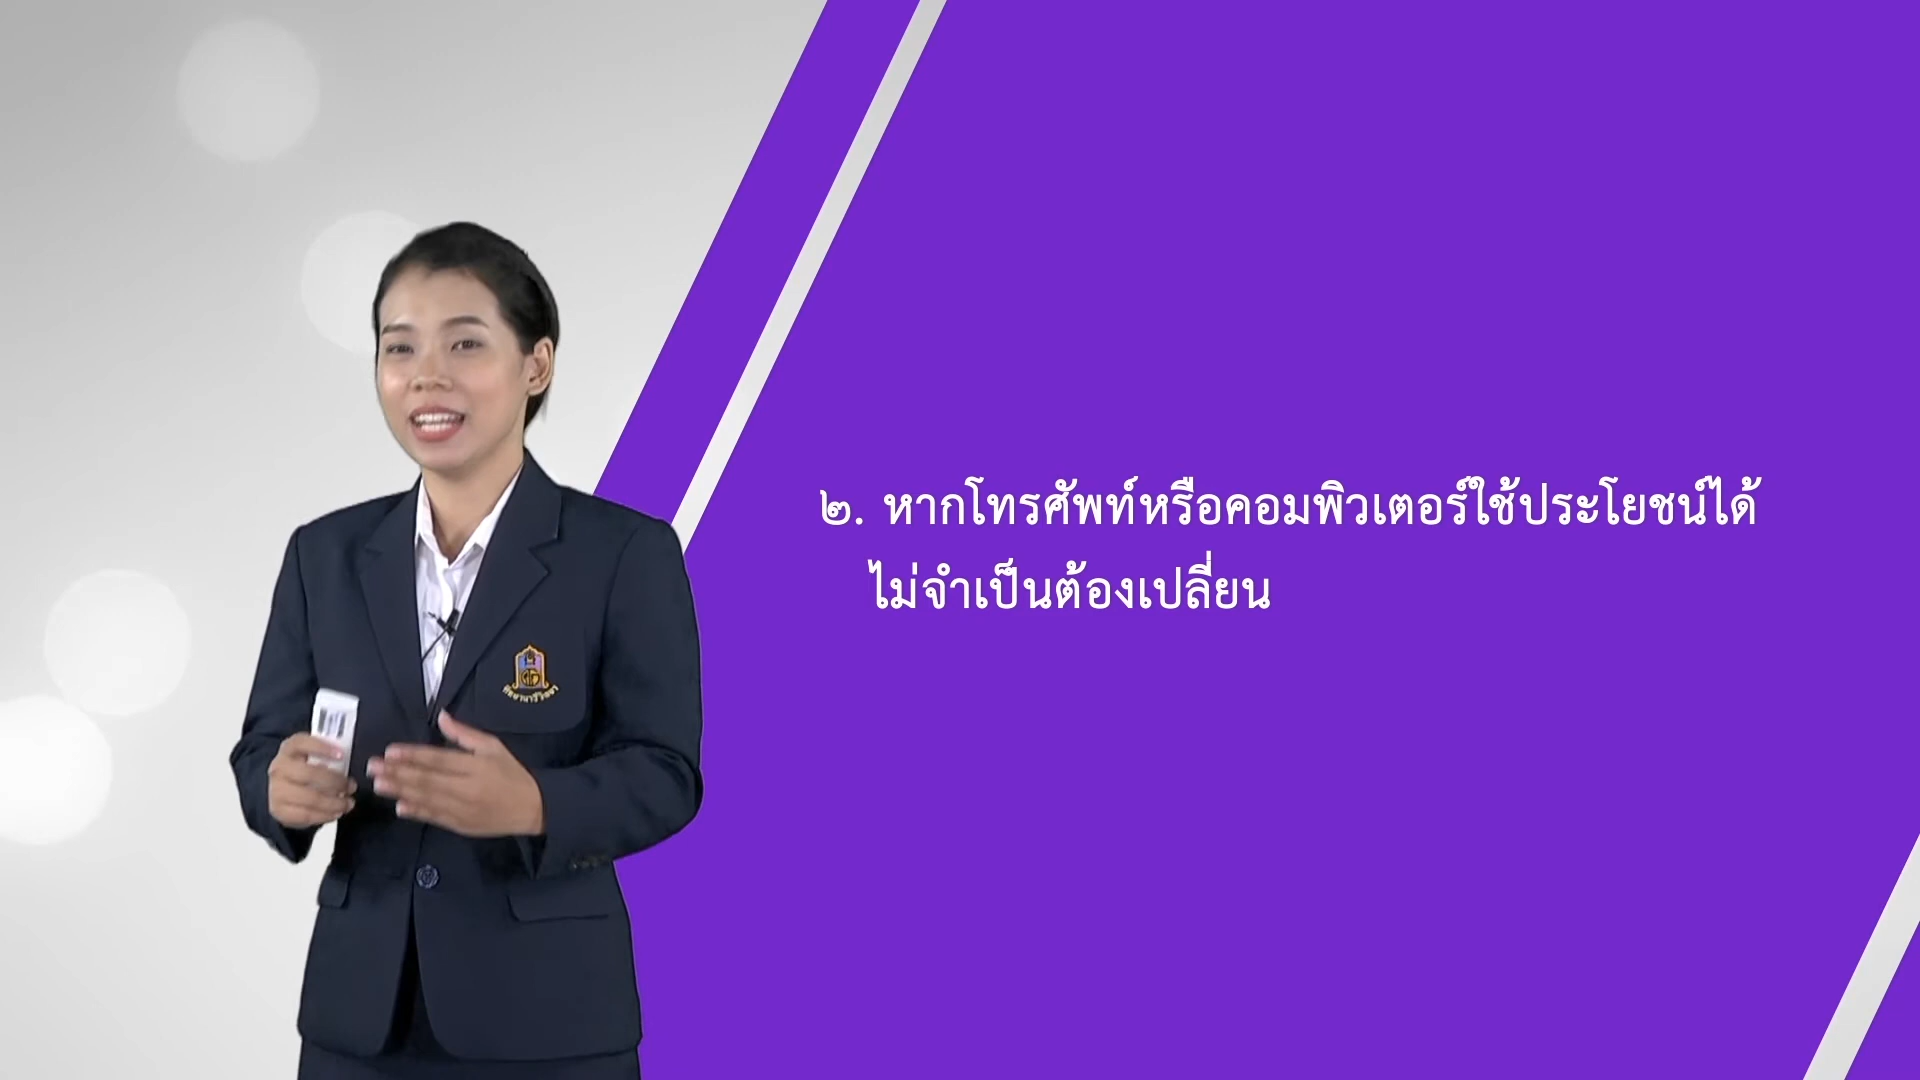 ๒. หากโทรศัพท์หรือคอมพิวเตอร์ใช้ประโยชน์ได้
ไม่จำเป็นต้องเปลี่ยน